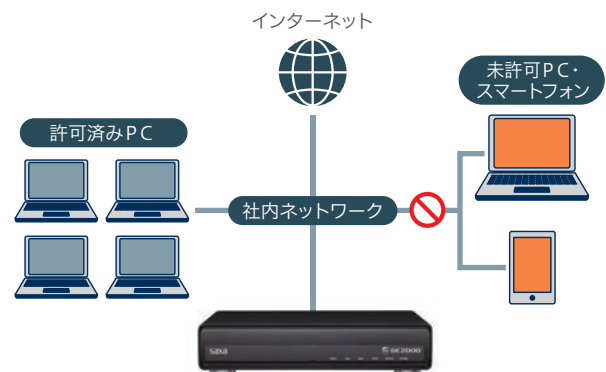 インターネット
未許可PC・
スマートフォン
許可済みPC
社内ネットワーク
saxa
GE2000